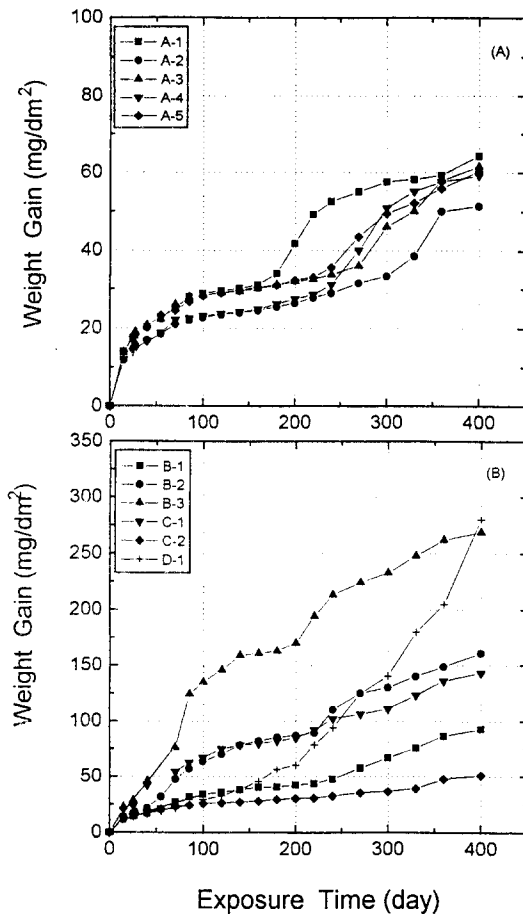 100
80
60
40
20
0
Weight Gain (mg/dm²)
A-1
A-2
A-3
A-4
A-5
(A)
0 100 200 300 400
350
300
250
200
150
100
50
0
Weight Gain (mg/dm²)
B-1
B-2
B-3
C-1
C-2
D-1
(B)
0 100 200 300 400
Exposure Time (day)